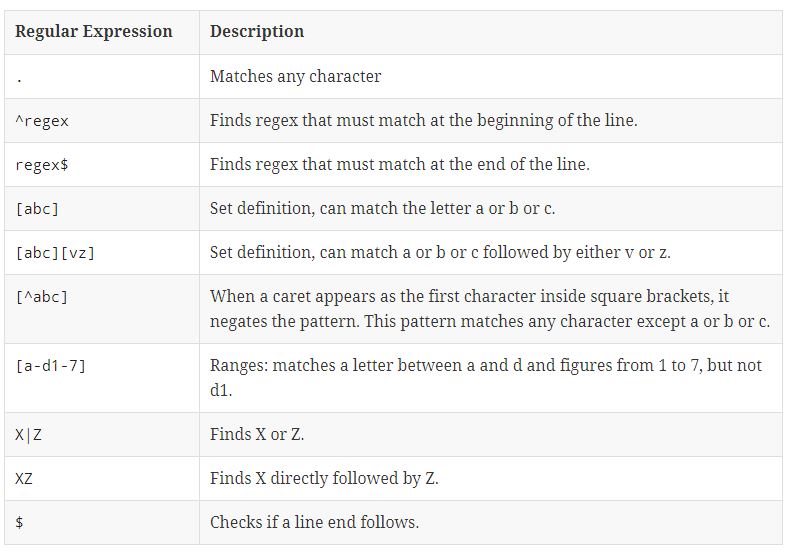 Regular Expression Description
. Matches any character
^regex Finds regex that must match at the beginning of the line.
regex$ Finds regex that must match at the end of the line.
[abc] Set definition, can match the letter a or b or c.
[abc][vz] Set definition, can match a or b or c followed by either v or z.
[^abc] When a caret appears as the first character inside square brackets, it
negates the pattern. This pattern matches any character except a or b or c.
[a-d1-7] Ranges: matches a letter between a and d and figures from 1 to 7, but not
d1.
X|Z Finds X or Z.
XZ Finds X directly followed by Z.
$ Checks if a line end follows.